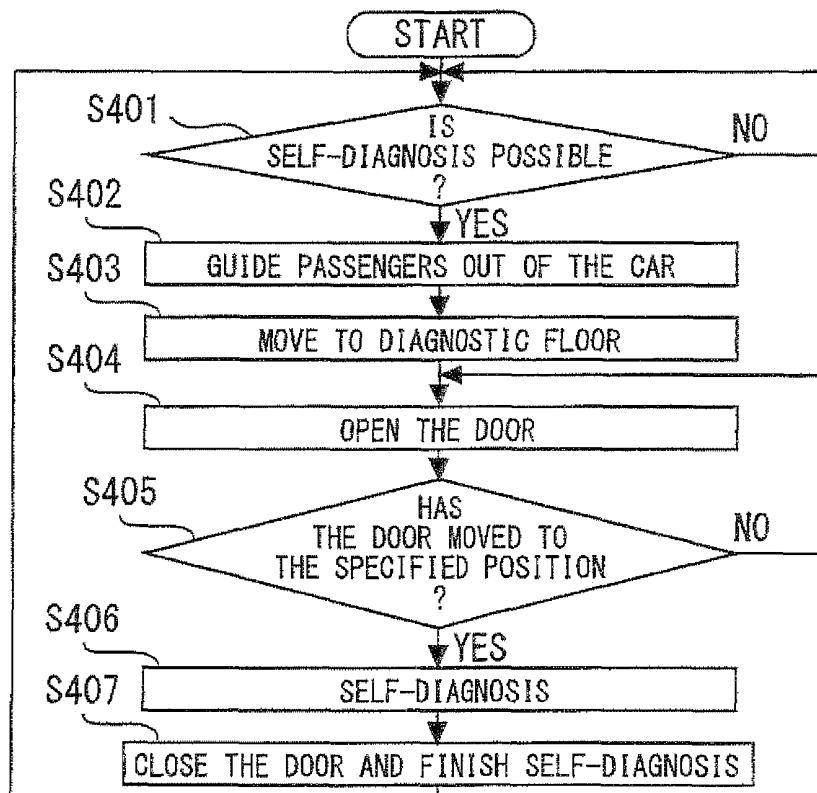 START
S401
IS
SELF-DIAGNOSIS POSSIBLE
?
NO
YES
S402
GUIDE PASSENGERS OUT OF THE CAR
S403
MOVE TO DIAGNOSTIC FLOOR
S404
OPEN THE DOOR
S405
HAS
THE DOOR MOVED TO
THE SPECIFIED POSITION
?
NO
YES
S406
SELF-DIAGNOSIS
S407
CLOSE THE DOOR AND FINISH SELF-DIAGNOSIS